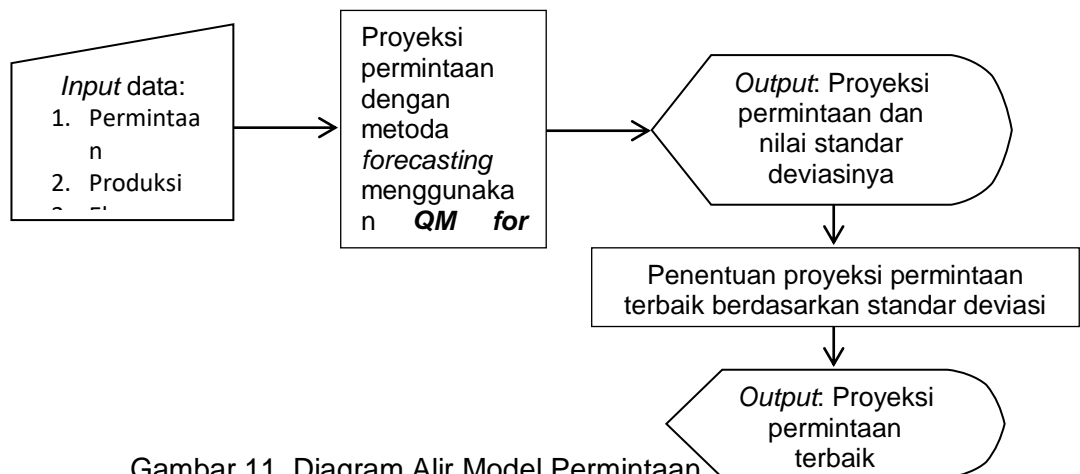 Input data:
1. Permintaa
n
2. Produksi
Proyeksi
permintaan
dengan
metoda
forecasting
menggunaka
n QM for
Output: Proyeksi
permintaan dan
nilai standar
deviasinya
Penentuan proyeksi permintaan
terbaik berdasarkan standar deviasi
Output: Proyeksi
permintaan
terbaik
Gambar 11. Diagram Alir Model Permintaan